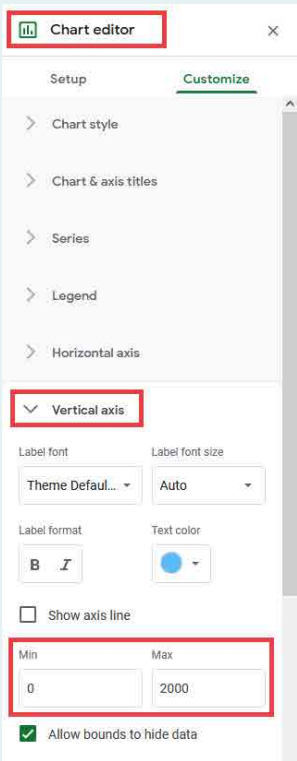 Chart editor
Setup Customize
Chart style
Chart & axis titles
Series
Legend
Horizontal axis
Vertical axis
Label font Label font size
Theme Defaul... Auto
Label format Text color
B I
Show axis line
Min Max
0 2000
Allow bounds to hide data